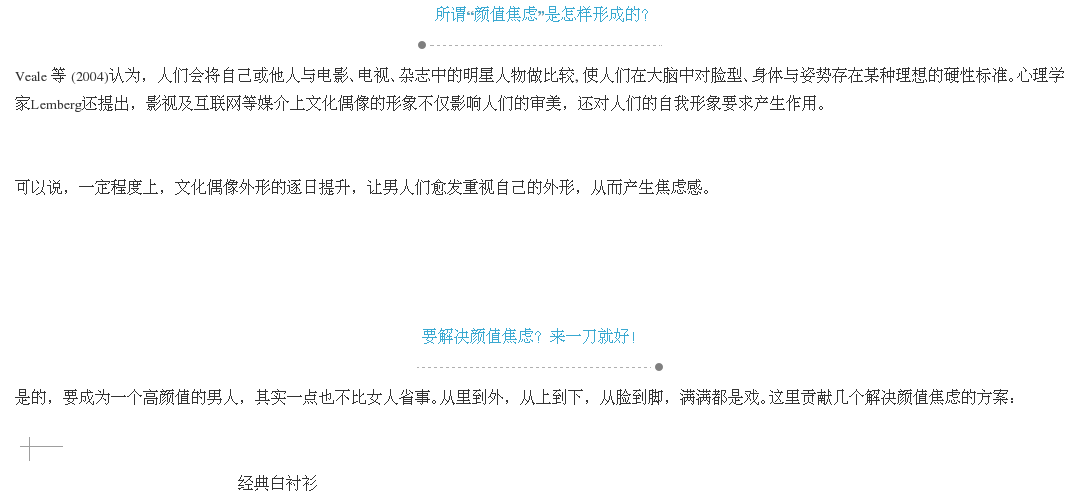 所谓“颜值焦虑”是怎样形成的?
Veale 等 (2004)认为，人们会将自己或他人与电影、电视、杂志中的明星人物做比较, 使人们在大脑中对脸型、身体与姿势存在某种理想的硬性标准。心理学
家Lemberg还提出，影视及互联网等媒介上文化偶像的形象不仅影响人们的审美，还对人们的自我形象要求产生作用。
可以说，一定程度上，文化偶像外形的逐日提升，让男人们愈发重视自己的外形，从而产生焦虑感。
要解决颜值焦虑？来一刀就好!
是的，要成为一个高颜值的男人，其实一点也不比女人省事。从里到外，从上到下，从脸到脚，满满都是戏。这里贡献几个解决颜值焦虑的方案：
经典白衬衫